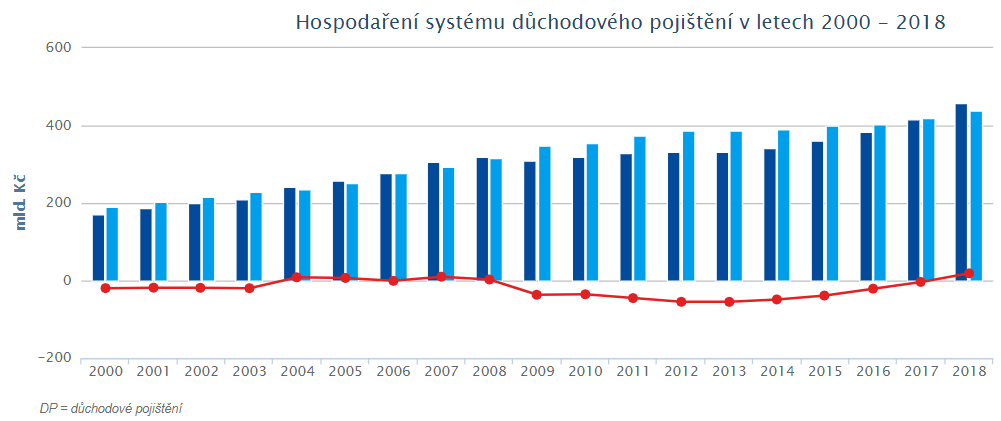 Hospodaření systému důchodového pojištění v letech 2000 – 2018
600
400
200
0
−200
mld. Kč
2000 2001 2002 2003 2004 2005 2006 2007 2008 2009 2010 2011 2012 2013 2014 2015 2016 2017 2018
DP = důchodové pojištění